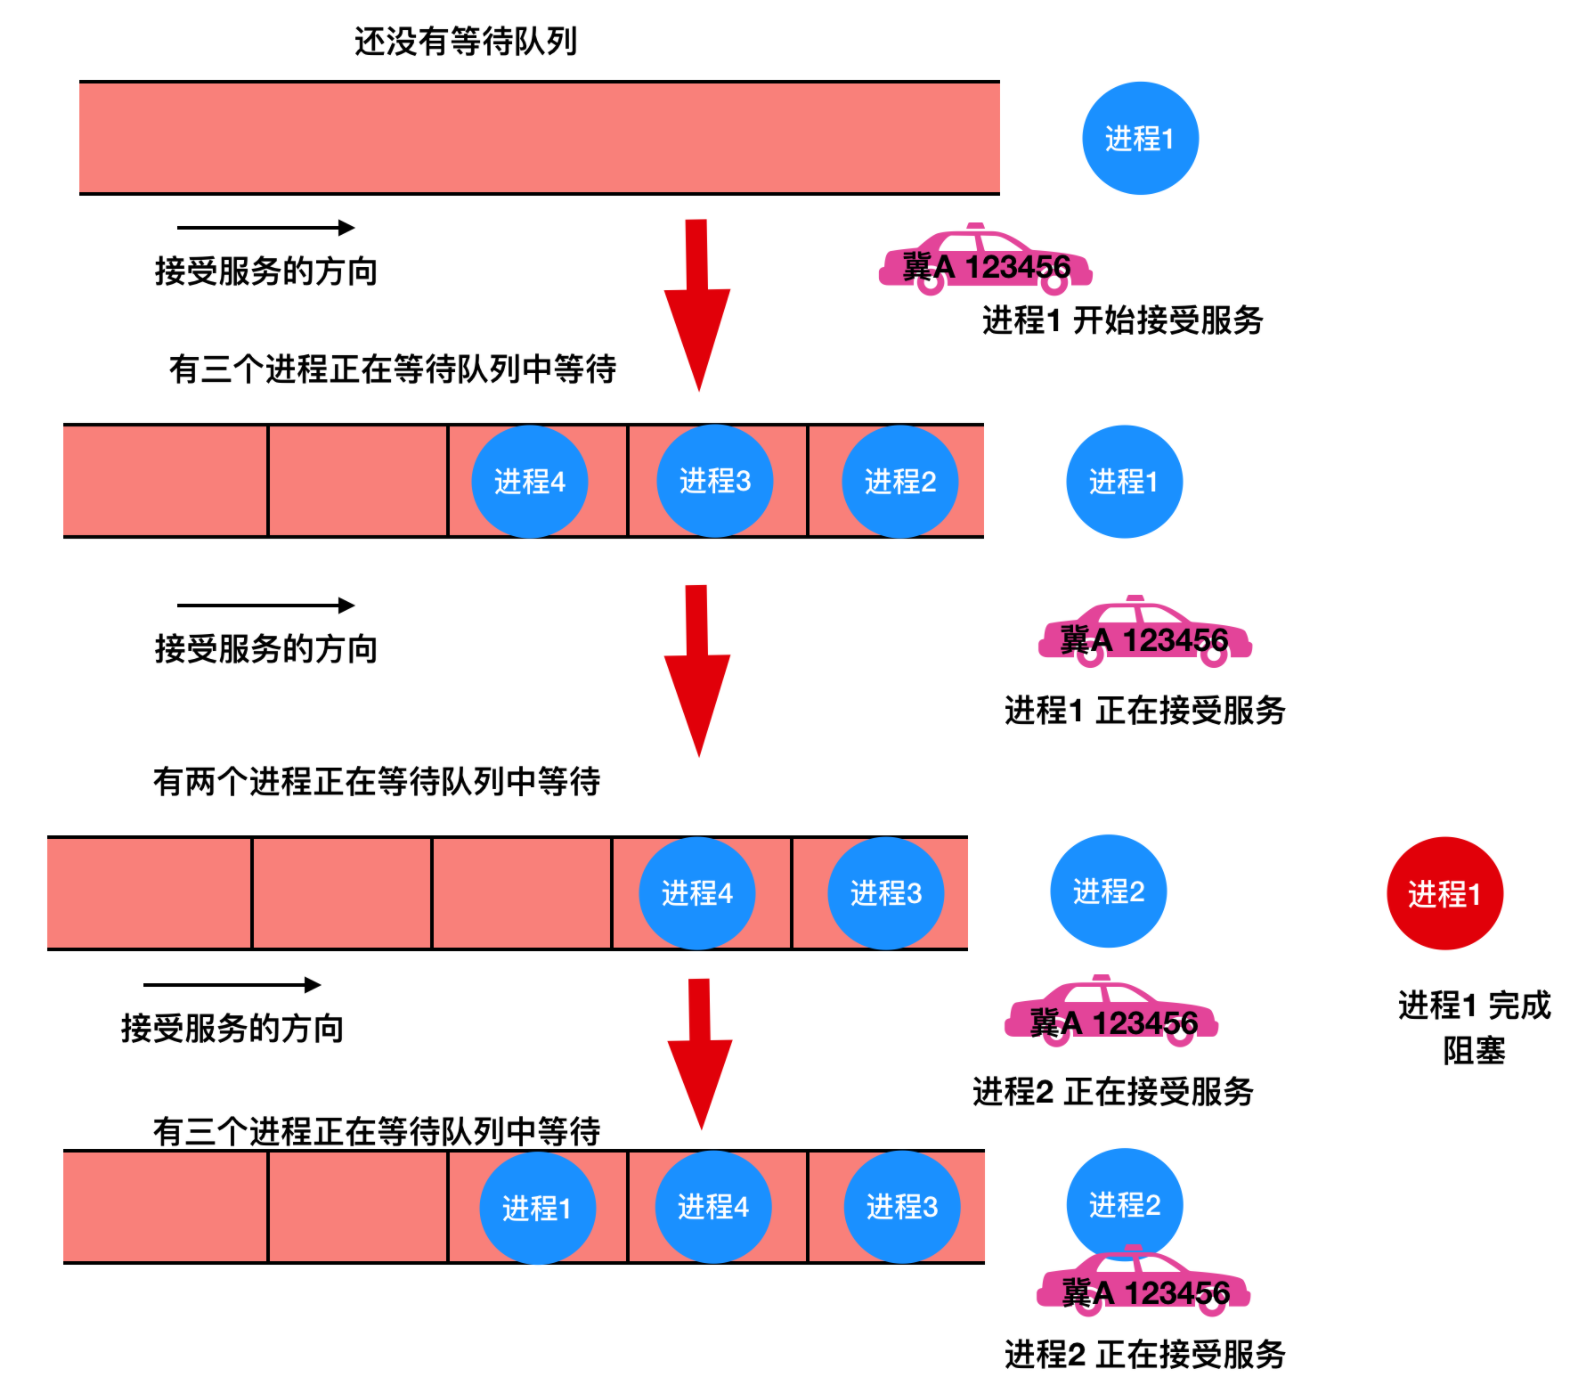 还没有等待队列
进程1
接受服务的方向
冀A 123456
进程1 开始接受服务
有三个进程正在等待队列中等待
进程4
进程3
进程2
进程1
接受服务的方向
冀A 123456
进程1 正在接受服务
有两个进程正在等待队列中等待
进程4
进程3
进程2
进程1
接受服务的方向
冀A 123456
进程1 完成
阻塞
进程2 正在接受服务
有三个进程正在等待队列中等待
进程1
进程4
进程3
进程2
冀A 123456
进程2 正在接受服务